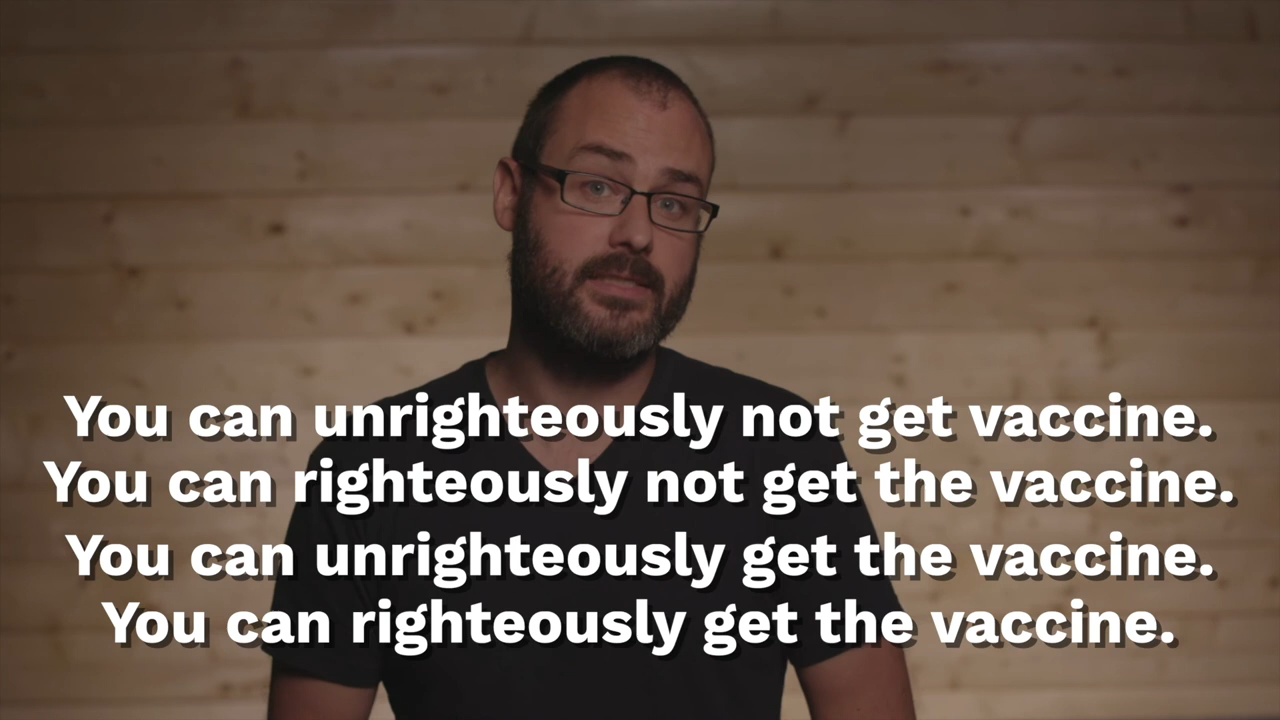 You can unrighteously not get vaccine.
You can righteously not get the vaccine.
You can unrighteously get the vaccine.
You can righteously get the vaccine.